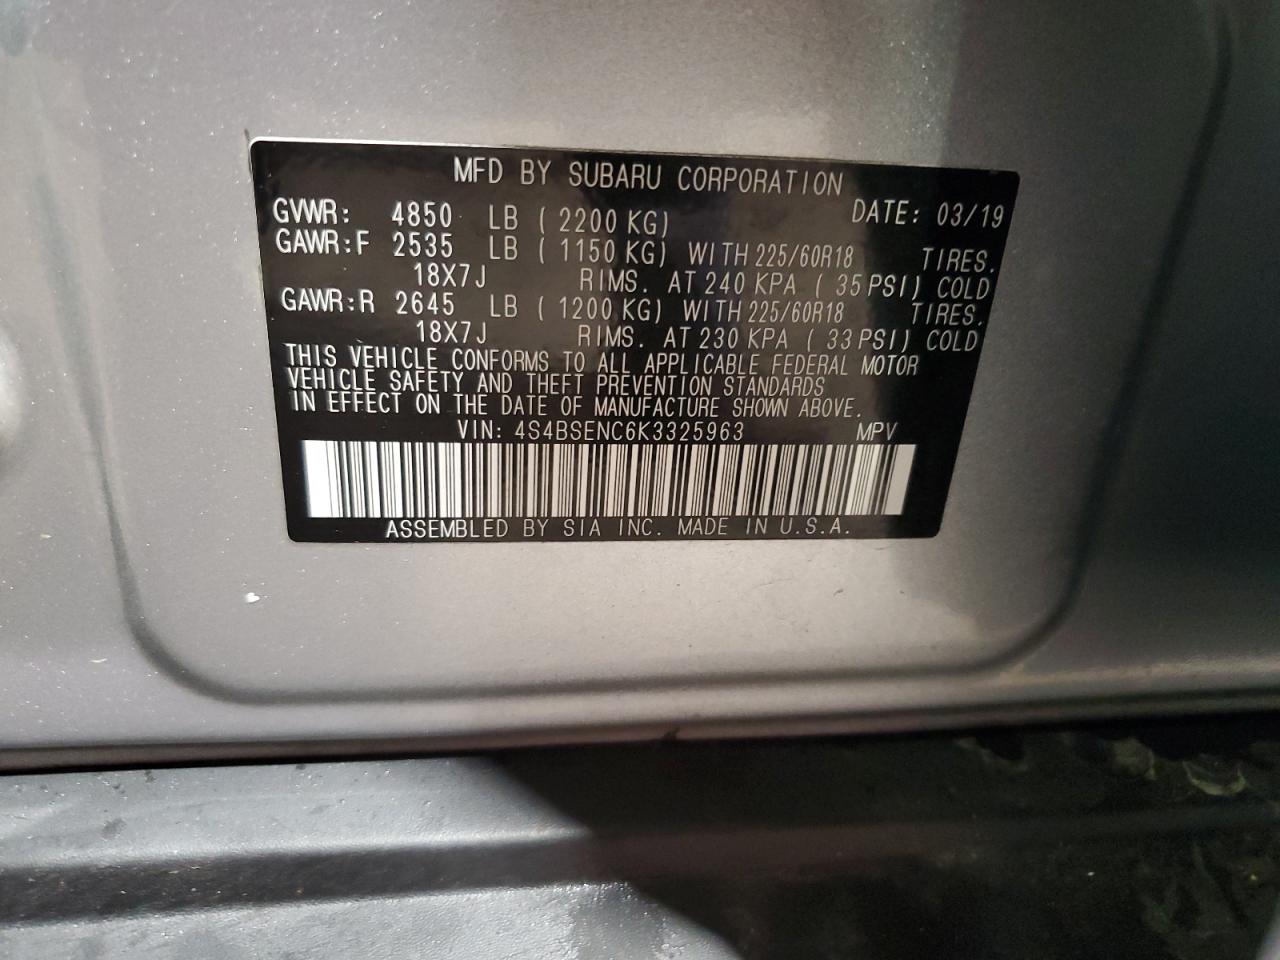 MFD BY SUBARU CORPORATION
GVWR: 4850 LB ( 2200 KG) DATE: 03/19
GAWR:F 2535 LB ( 1150 KG) WITH 225/60R18 TIRES.
18X7J RIMS. AT 240 KPA ( 35 PSI) COLD
GAWR:R 2645 LB ( 1200 KG) WITH 225/60R18 TIRES.
18X7J RIMS. AT 230 KPA ( 33 PSI) COLD
THIS VEHICLE CONFORMS TO ALL APPLICABLE FEDERAL MOTOR
VEHICLE SAFETY AND THEFT PREVENTION STANDARDS
IN EFFECT ON THE DATE OF MANUFACTURE SHOWN ABOVE.
VIN: 4S4BSENC6K3325963 MPV
ASSEMBLED BY SIA INC. MADE IN U.S.A.